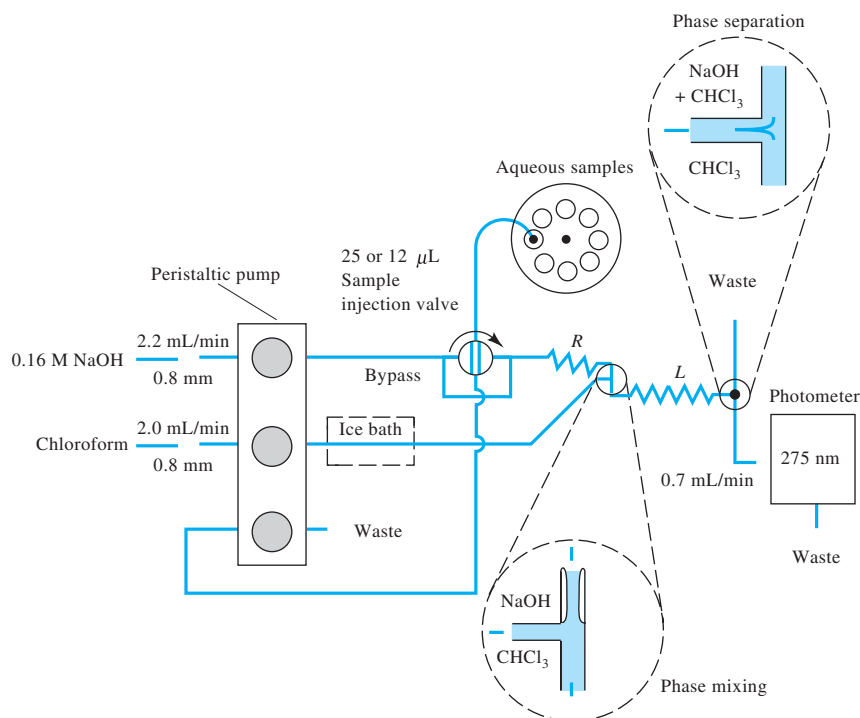 Phase separation
NaOH
+ CHCl₃
CHCl₃
Aqueous samples
25 or 12 μL
Sample
injection valve
Peristaltic pump
Waste
2.2 mL/min
0.16 M NaOH
0.8 mm
Bypass
R
L
Photometer
2.0 mL/min
Chloroform
0.8 mm
Ice bath
275 nm
0.7 mL/min
Waste
Waste
NaOH
CHCl₃
Phase mixing